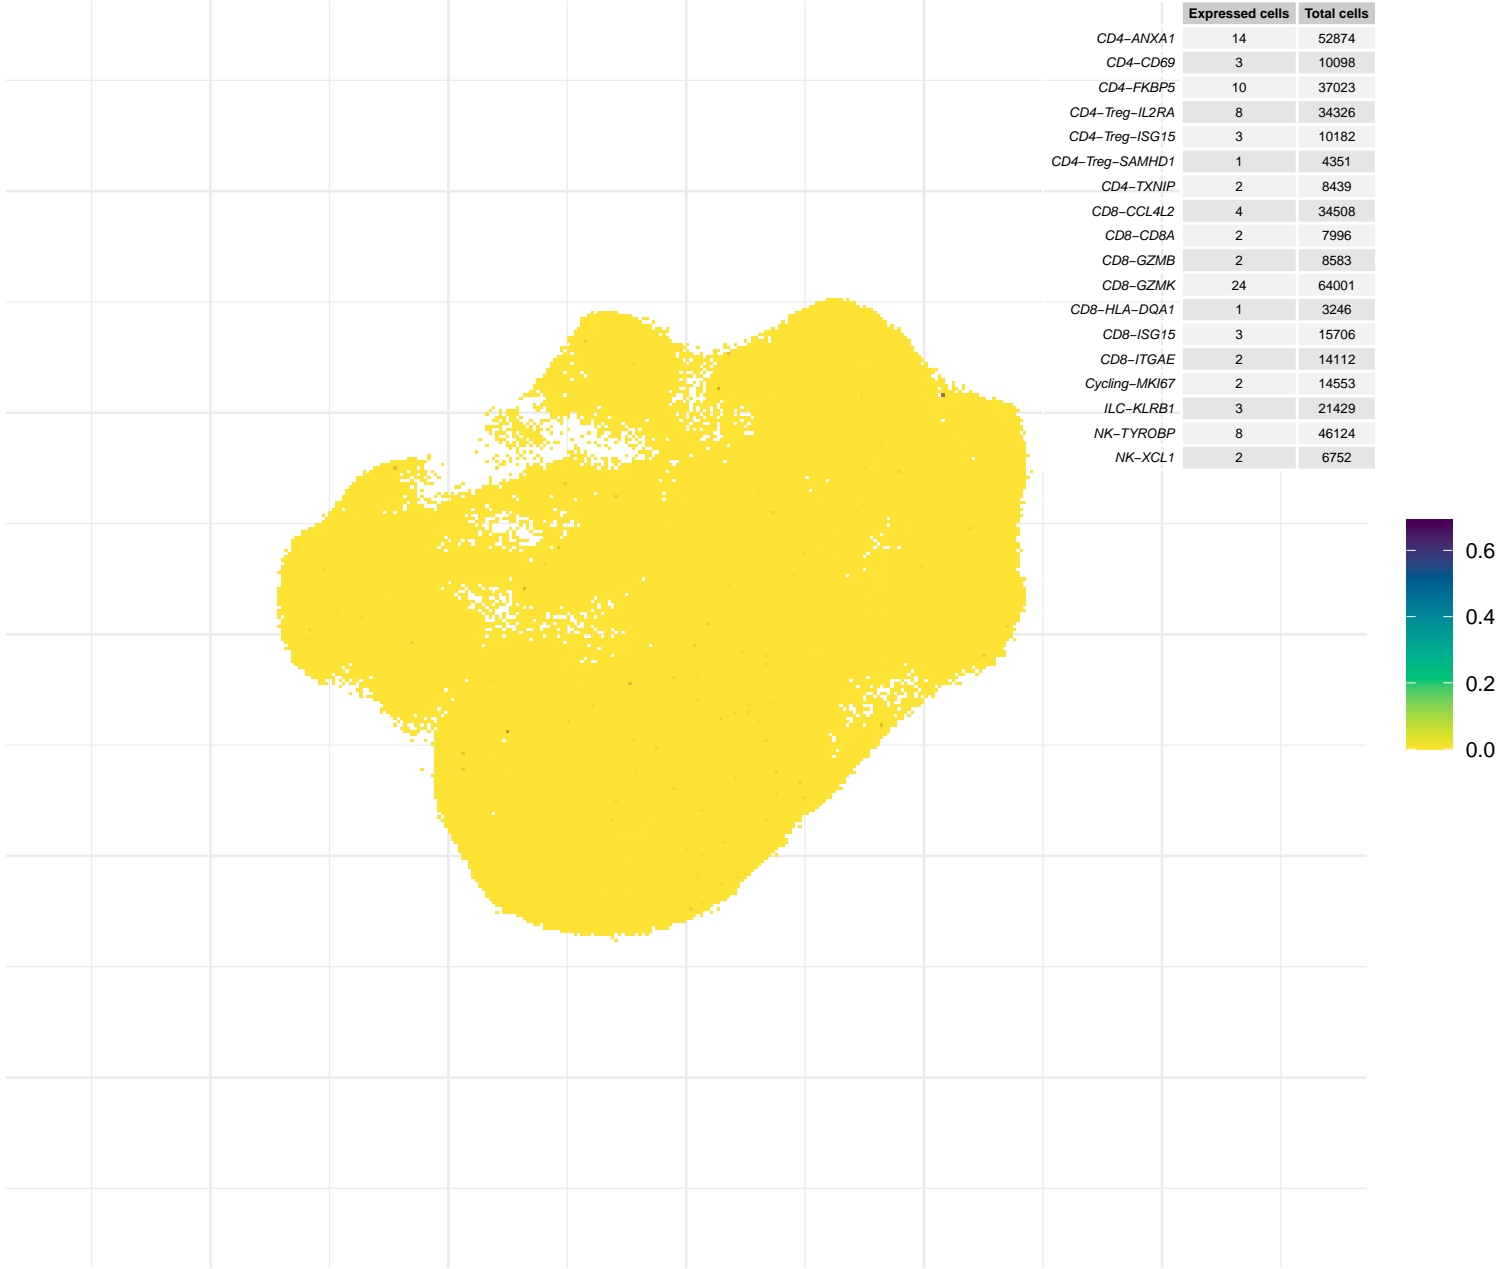 Expressed cells Total cells
CD4−ANXA1 14 52874
CD4−CD69 3 10098
CD4−FKBP5 10 37023
CD4−Treg−IL2RA 8 34326
CD4−Treg−ISG15 3 10182
CD4−Treg−SAMHD1 1 4351
CD4−TXNIP 2 8439
CD8−CCL4L2 4 34508
CD8−CD8A 2 7996
CD8−GZMB 2 8583
CD8−GZMK 24 64001
CD8−HLA−DQA1 1 3246
CD8−ISG15 3 15706
CD8−ITGAE 2 14112
Cycling−MKI67 2 14553
ILC−KLRB1 3 21429
NK−TYROBP 8 46124
NK−XCL1 2 6752
0.6
0.4
0.2
0.0